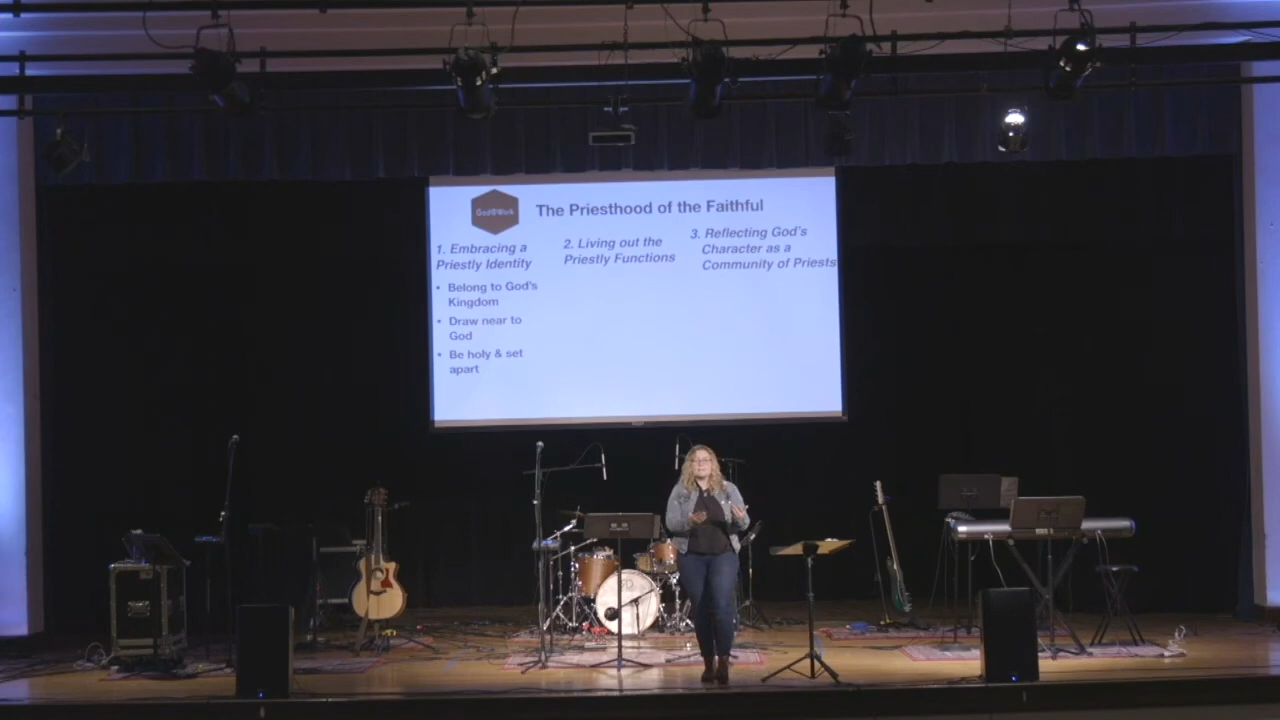 God@Work
The Priesthood of the Faithful
1. Embracing a
Priestly Identity
• Belong to God's
Kingdom
• Draw near to
God
• Be holy & set
apart
2. Living out the
Priestly Functions
3. Reflecting God's
Character as a
Community of Priests